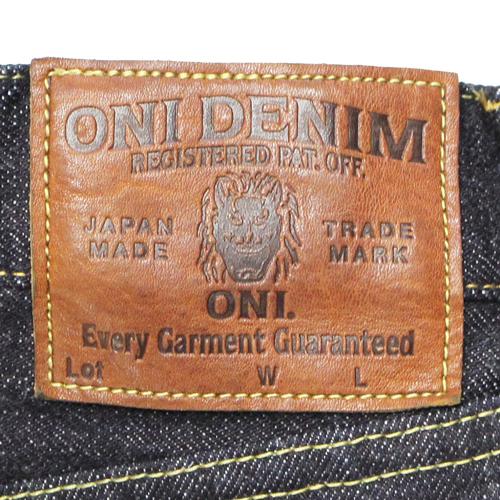 ONI DENIM
REGISTERED PAT. OFF.
JAPAN MADE
TRADE MARK
ONI.
Every Garment Guaranteed
Lot W L